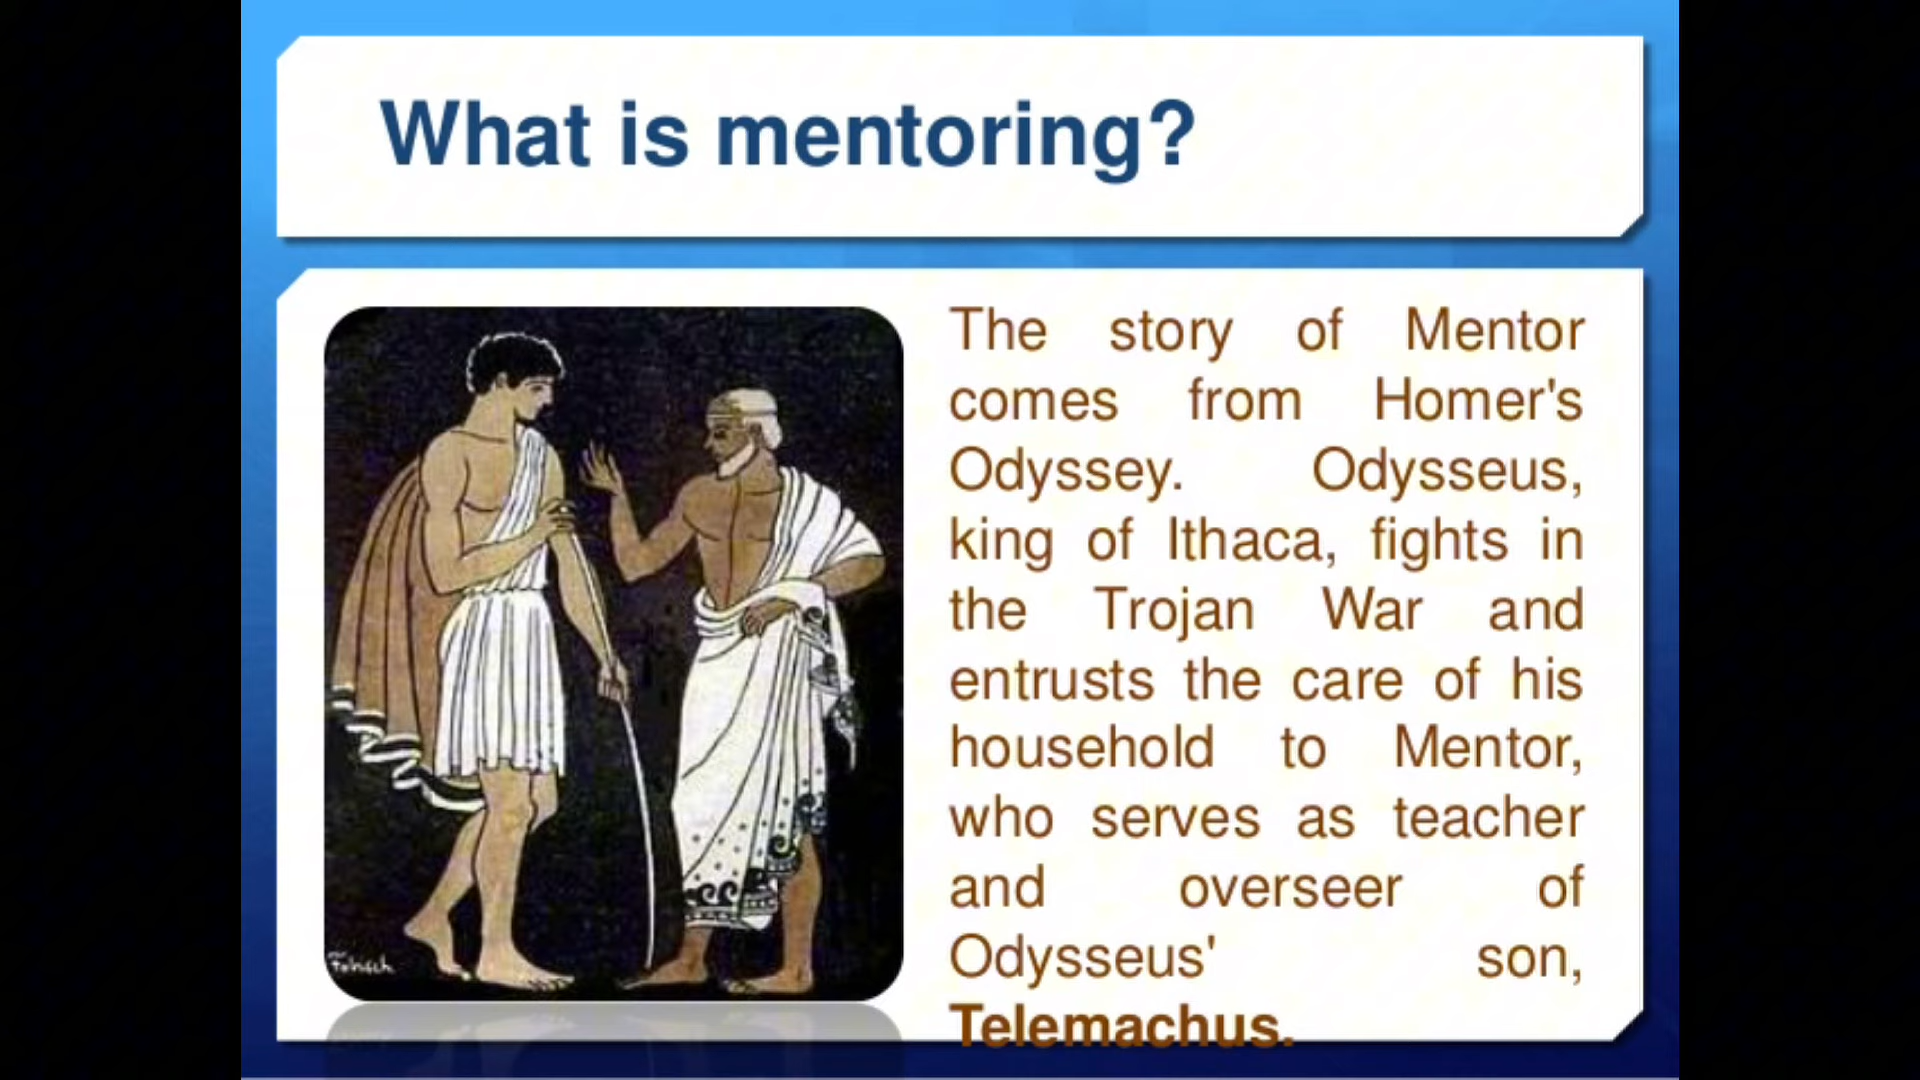 What is mentoring?
The story of Mentor
comes from Homer's
Odyssey. Odysseus,
king of Ithaca, fights in
the Trojan War and
entrusts the care of his
household to Mentor,
who serves as teacher
and overseer of
Odysseus' son,
Telemachus.